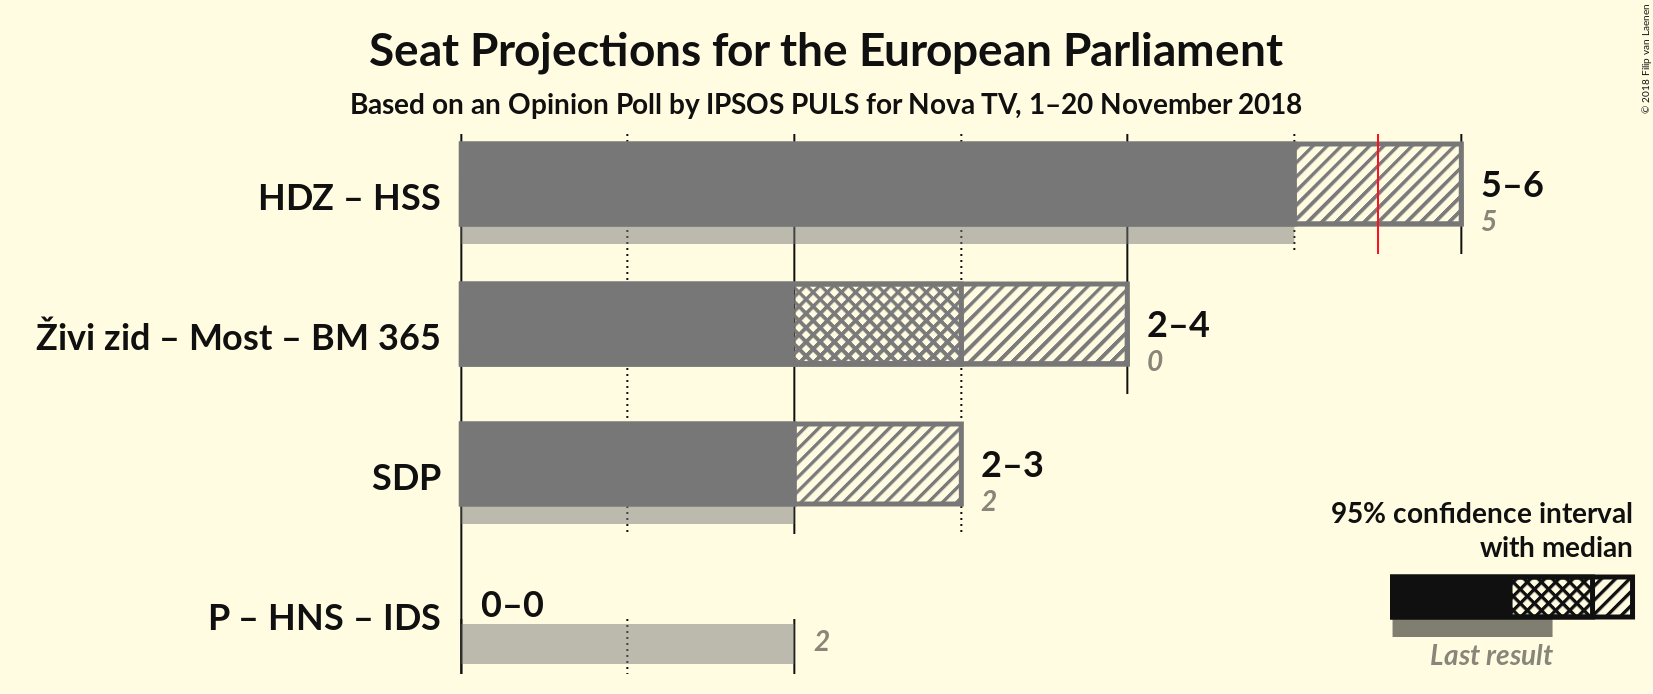 Seat Projections for the European Parliament
Based on an Opinion Poll by IPSOS PULS for Nova TV, 1–20 November 2018
© 2018 Filip van Laenen
HDZ – HSS
5–6
5
Živi zid – Most – BM 365
2–4
0
SDP
2–3
2
P – HNS – IDS
0–0
2
95% confidence interval
with median
Last result